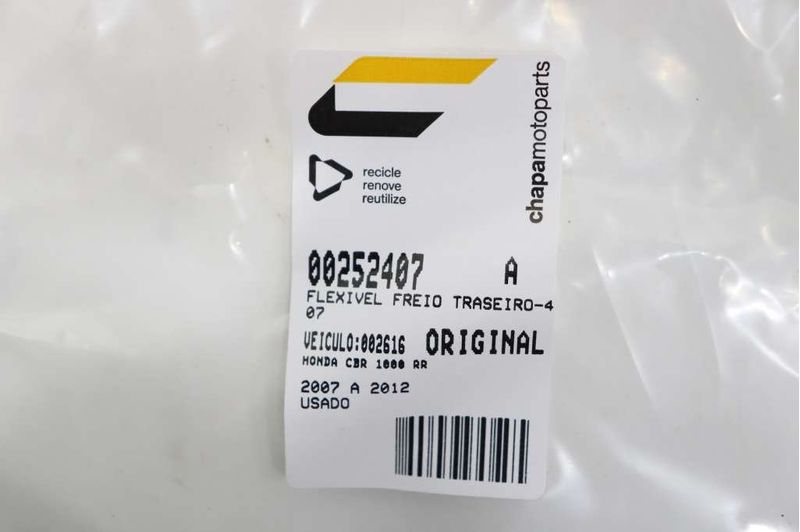 chapamotoparts
recicle
renove
reutilize
00252407 A
FLEXIVEL FREIO TRASEIRO-4
07
VEICULO:002616 ORIGINAL
HONDA CBR 1000 RR
2007 A 2012
USADO